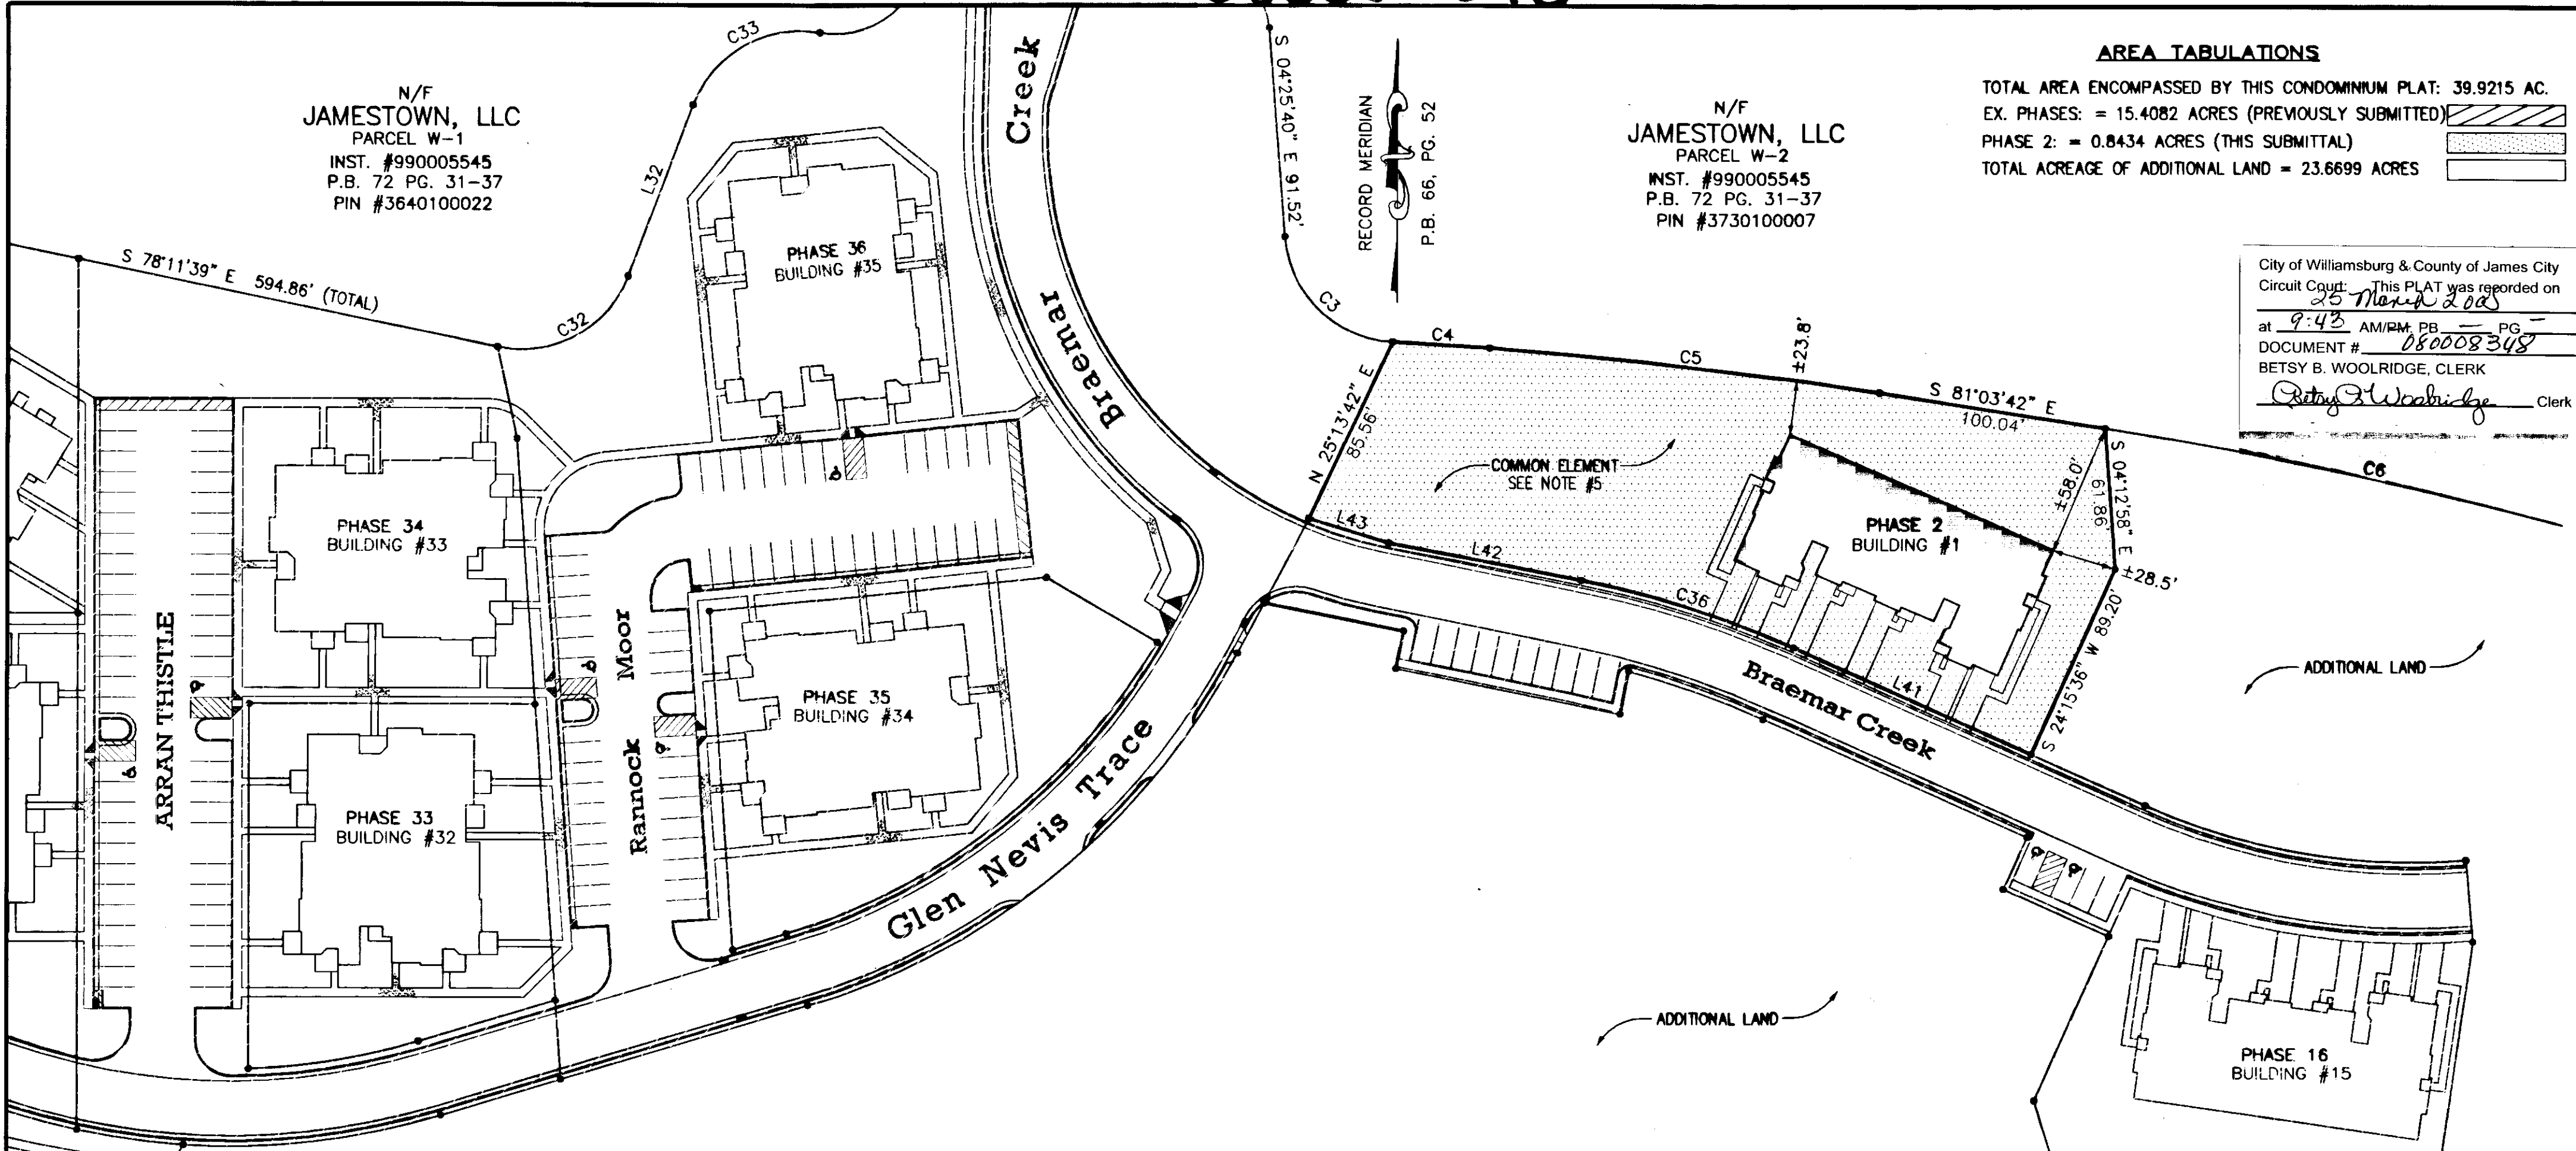 N/F
JAMESTOWN, LLC
PARCEL W-1
INST. #990005545
P.B. 72 PG. 31-37
PIN #3640100022
S 78°11'39" E 594.86' (TOTAL)
C32
L32
C33
Creek
Braemar
S 04°25'40" E 91.52'
C3
RECORD MERIDIAN
P.B. 66, PG. 52
N/F
JAMESTOWN, LLC
PARCEL W-2
INST. #990005545
P.B. 72 PG. 31-37
PIN #3730100007
AREA TABULATIONS
TOTAL AREA ENCOMPASSED BY THIS CONDOMINIUM PLAT: 39.9215 AC.
EX. PHASES: = 15.4082 ACRES (PREVIOUSLY SUBMITTED)
PHASE 2: = 0.8434 ACRES (THIS SUBMITTAL)
TOTAL ACREAGE OF ADDITIONAL LAND = 23.6699 ACRES
City of Williamsburg & County of James City
Circuit Court: This PLAT was recorded on
25 March 2008
at 9:43 AM/PM. PB — PG —
DOCUMENT # 080008348
BETSY B. WOOLRIDGE, CLERK
Betsy B Woolridge Clerk
PHASE 36
BUILDING #35
PHASE 34
BUILDING #33
PHASE 33
BUILDING #32
PHASE 35
BUILDING #34
ARRAN THISTLE
Rannock Moor
Glen Nevis Trace
C4
C5
±23.8'
S 81°03'42" E
100.04'
C6
N 25°13'42" E
85.56'
COMMON ELEMENT
SEE NOTE #5
±58.0'
S 04°12'58" E
61.86'
±28.5'
PHASE 2
BUILDING #1
L43
L42
C36
L41
S 24°15'36" W 89.20'
Braemar Creek
ADDITIONAL LAND
ADDITIONAL LAND
PHASE 16
BUILDING #15